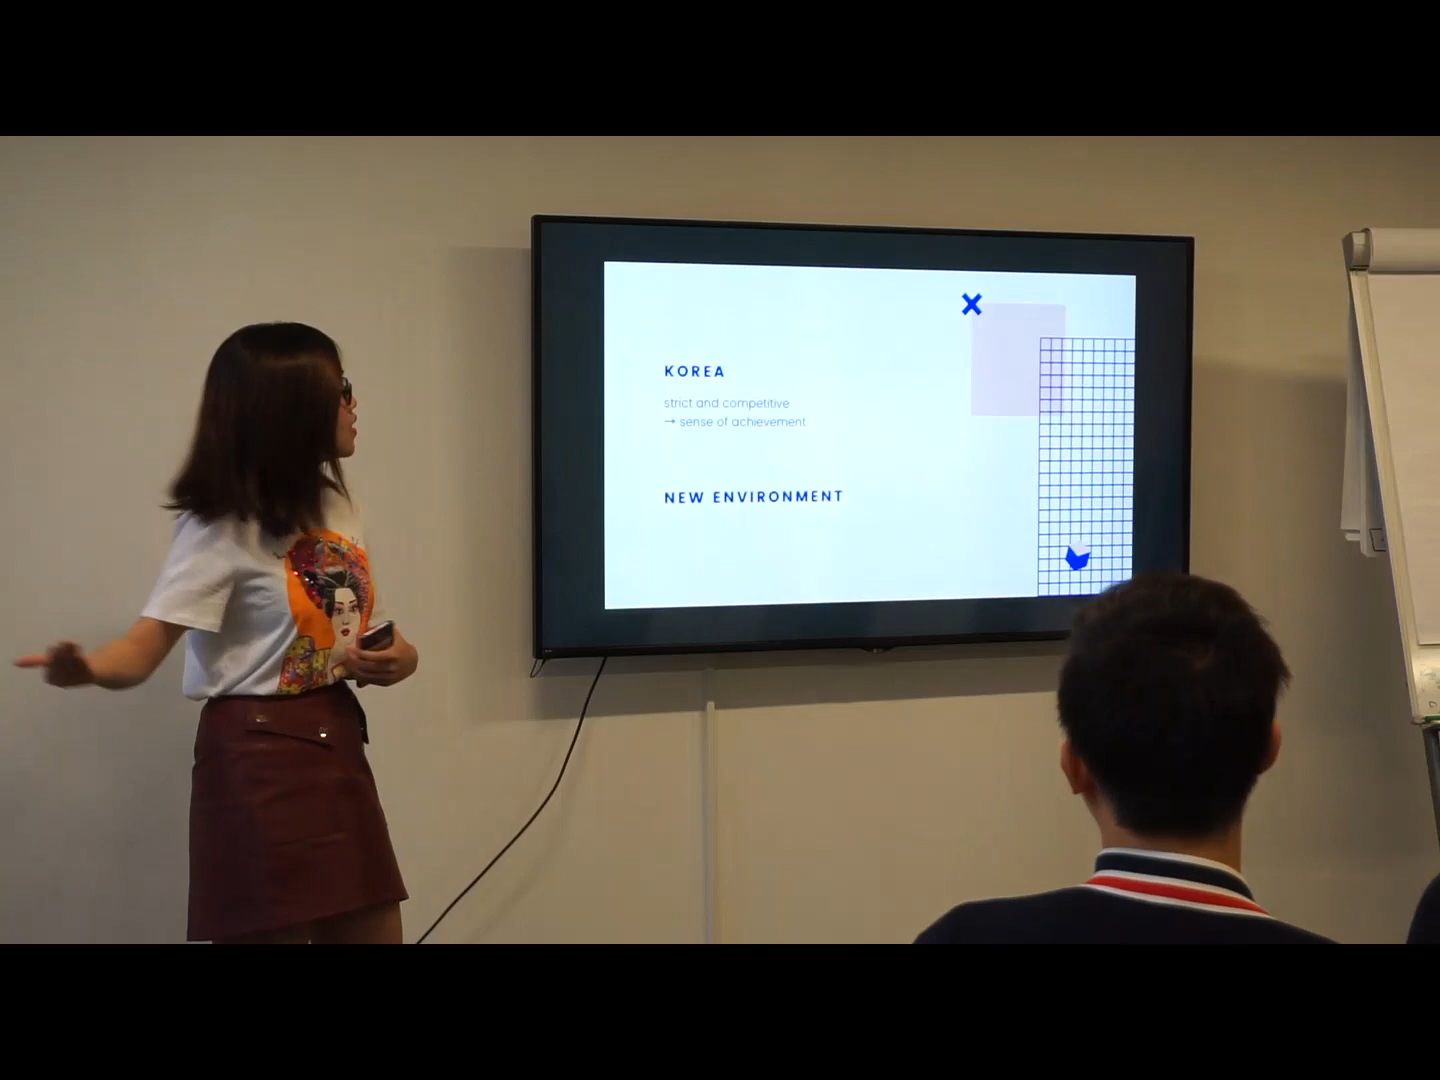 KOREA
strict and competitive
→ sense of achievement
NEW ENVIRONMENT